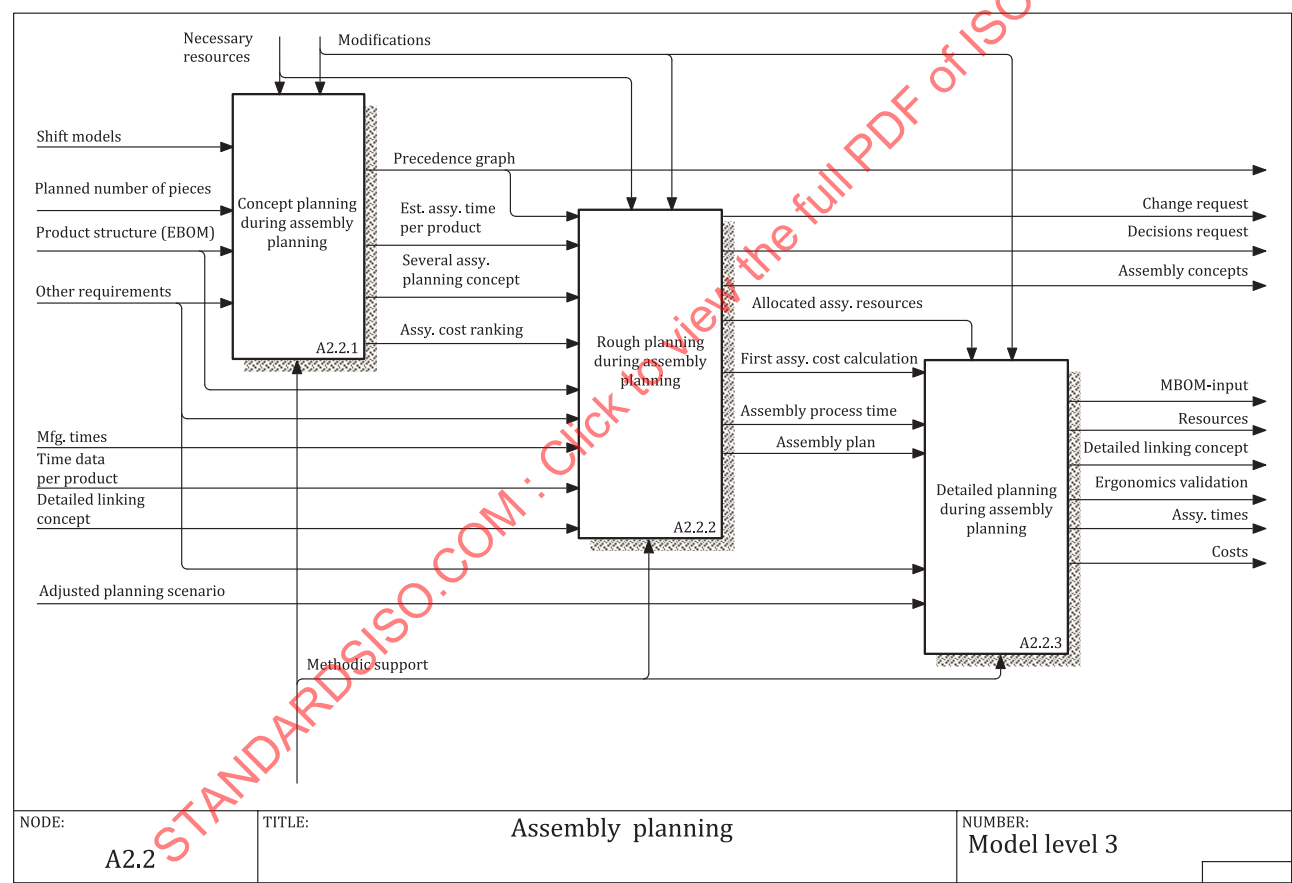 Necessary
resources
Modifications
Shift models
Planned number of pieces
Product structure (EBOM)
Other requirements
Concept planning
during assembly
planning
A2.2.1
Precedence graph
Est. assy. time
per product
Several assy.
planning concept
Assy. cost ranking
Change request
Decisions request
Assembly concepts
Rough planning
during assembly
planning
A2.2.2
Allocated assy. resources
First assy. cost calculation
Assembly process time
Assembly plan
Mfg. times
Time data
per product
Detailed linking
concept
Adjusted planning scenario
Detailed planning
during assembly
planning
A2.2.3
MBOM-input
Resources
Detailed linking concept
Ergonomics validation
Assy. times
Costs
Methodic support
NODE:
A2.2
TITLE:
Assembly planning
NUMBER:
Model level 3
STANDARDSISO.COM : Click to view the full PDF of ISO